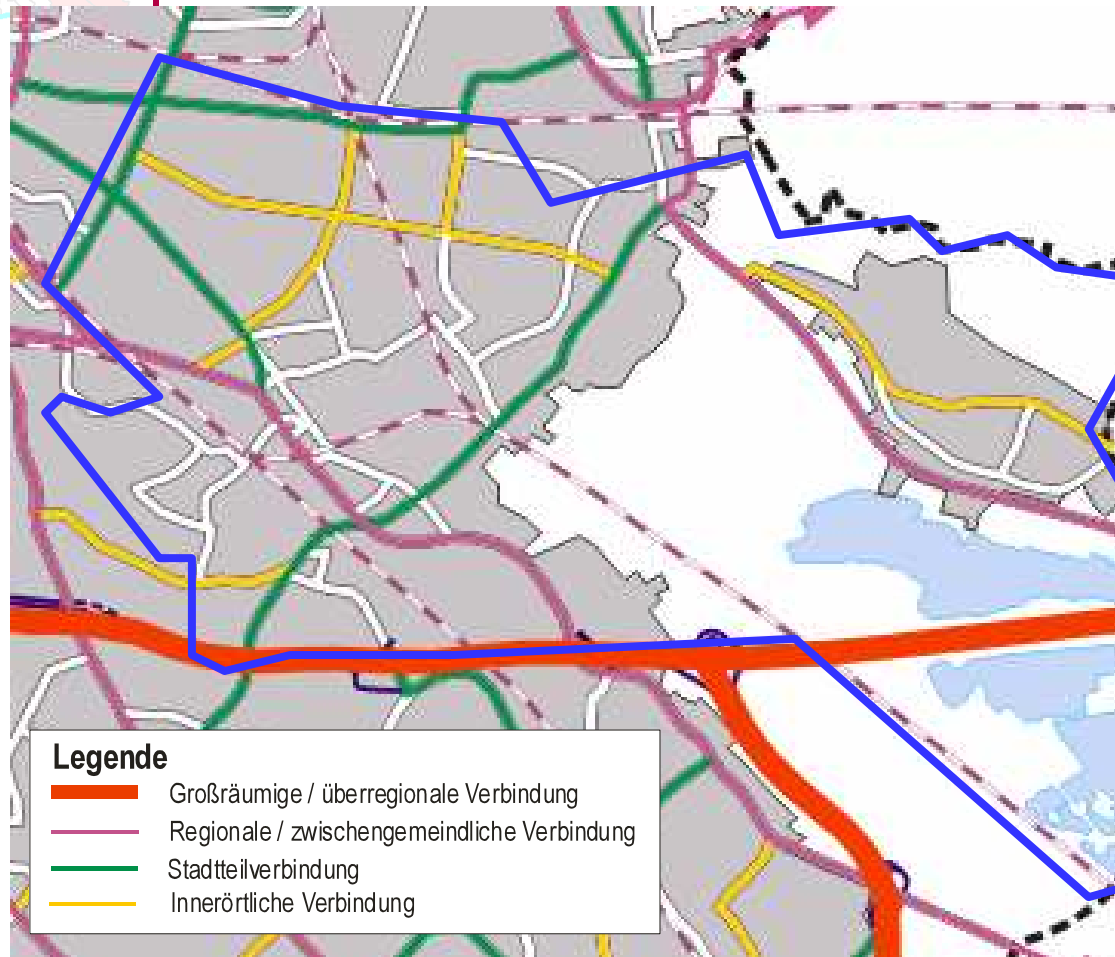 Legende
Großräumige / überregionale Verbindung
Regionale / zwischengemeindliche Verbindung
Stadtteilverbindung
Innerörtliche Verbindung